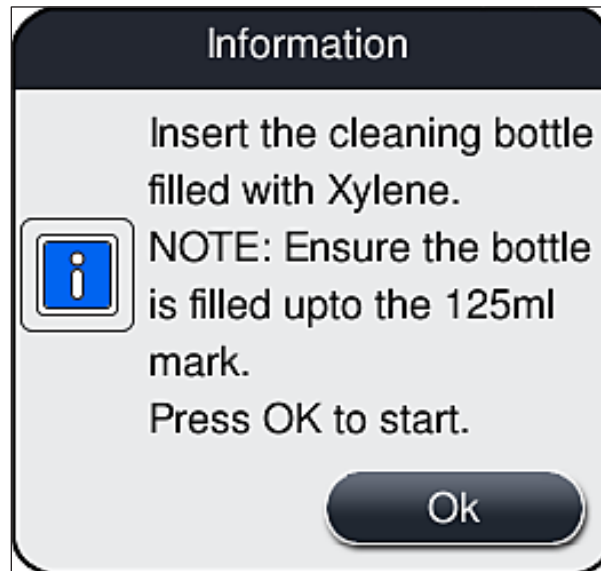 Information
Insert the cleaning bottle
filled with Xylene.
NOTE: Ensure the bottle
is filled upto the 125ml
mark.
Press OK to start.
Ok